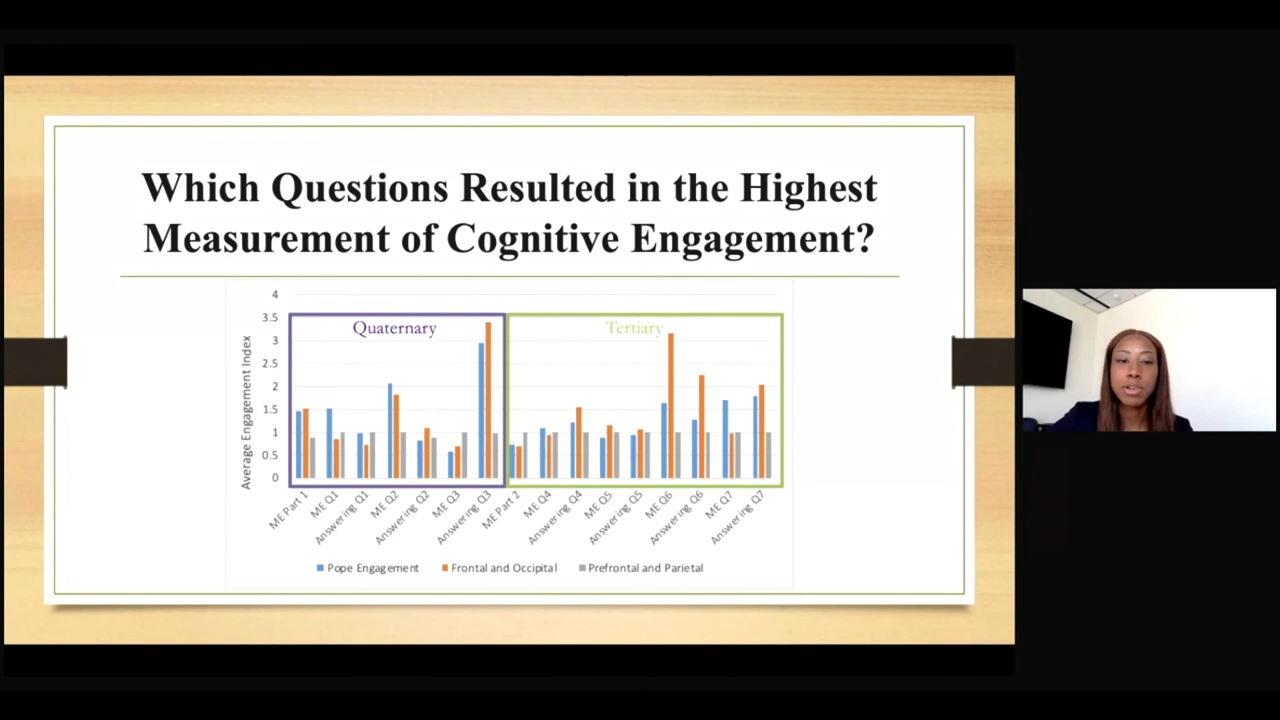 Which Questions Resulted in the Highest
Measurement of Cognitive Engagement?
4
3.5
3
2.5
2
1.5
1
0.5
0
Average Engagement Index
Quaternary
Tertiary
ME Part 1
ME Q1
Answering Q1
ME Q2
Answering Q2
ME Q3
Answering Q3
ME Part 2
ME Q4
Answering Q4
ME Q5
Answering Q5
ME Q6
Answering Q6
ME Q7
Answering Q7
Pope Engagement
Frontal and Occipital
Prefrontal and Parietal